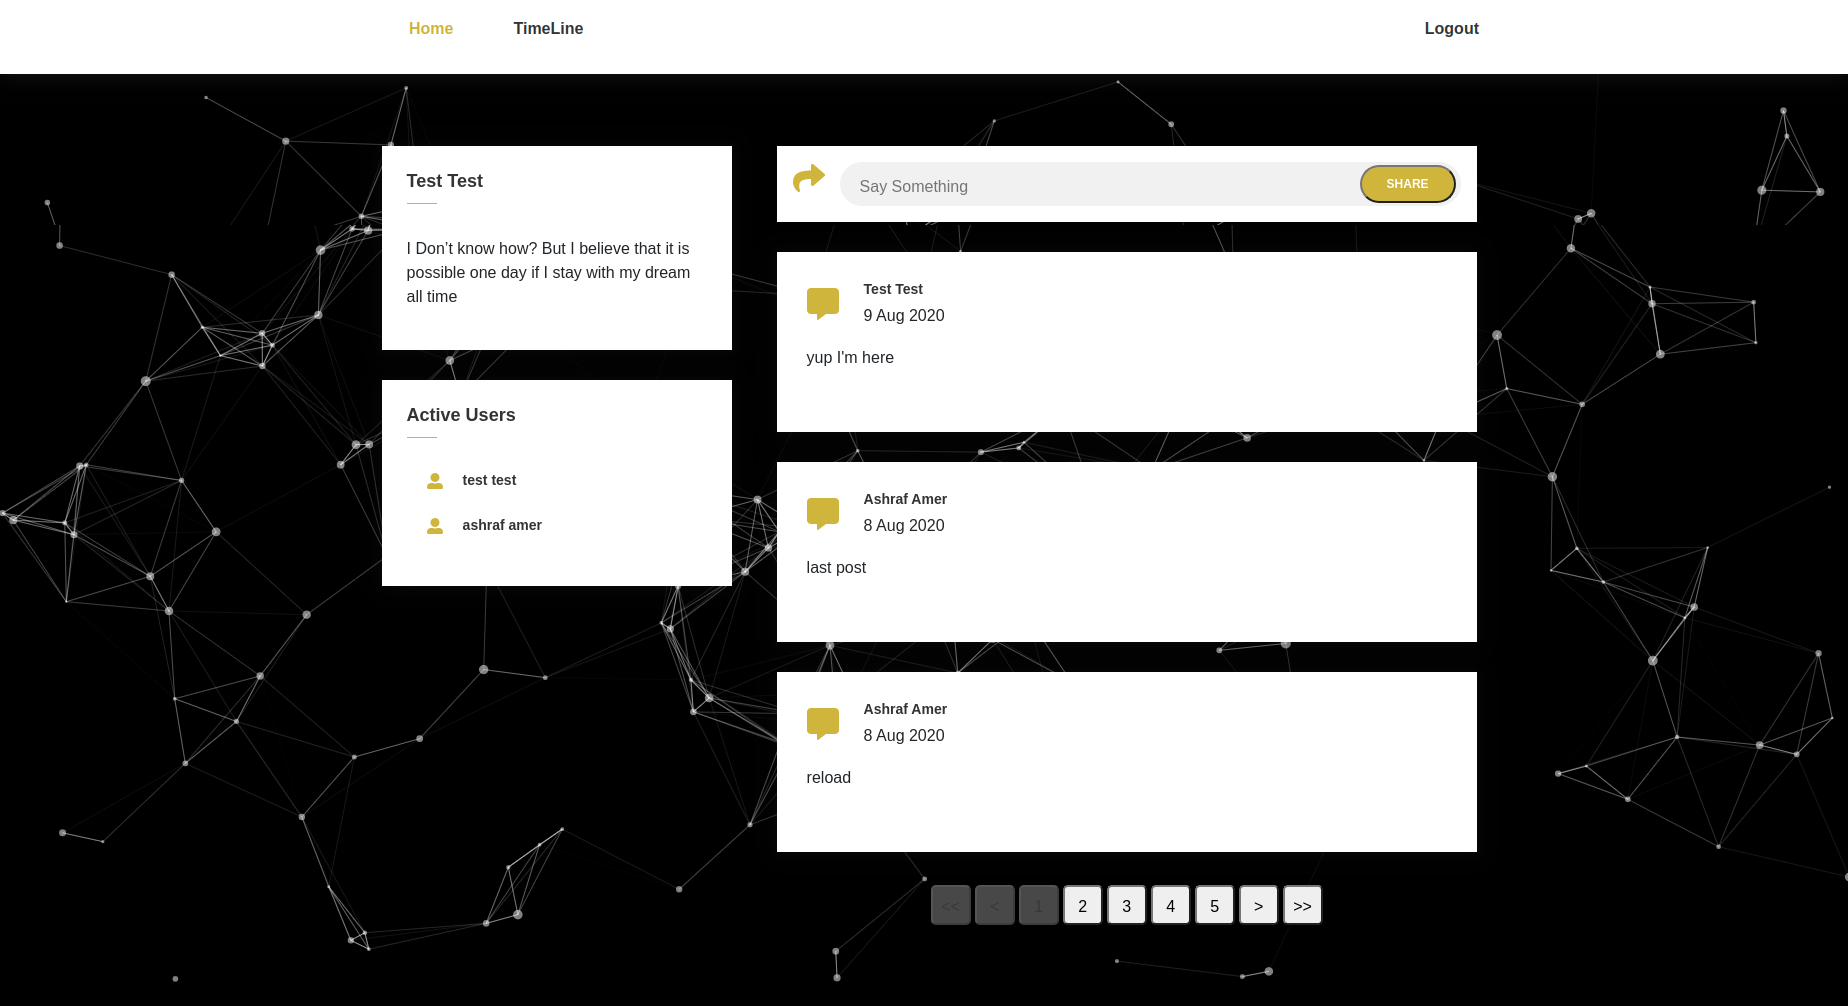 Home TimeLine Logout
Test Test
I Don’t know how? But I believe that it is
possible one day if I stay with my dream
all time
Active Users
test test
ashraf amer
Say Something SHARE
Test Test
9 Aug 2020
yup I'm here
Ashraf Amer
8 Aug 2020
last post
Ashraf Amer
8 Aug 2020
reload
<< < 1 2 3 4 5 > >>